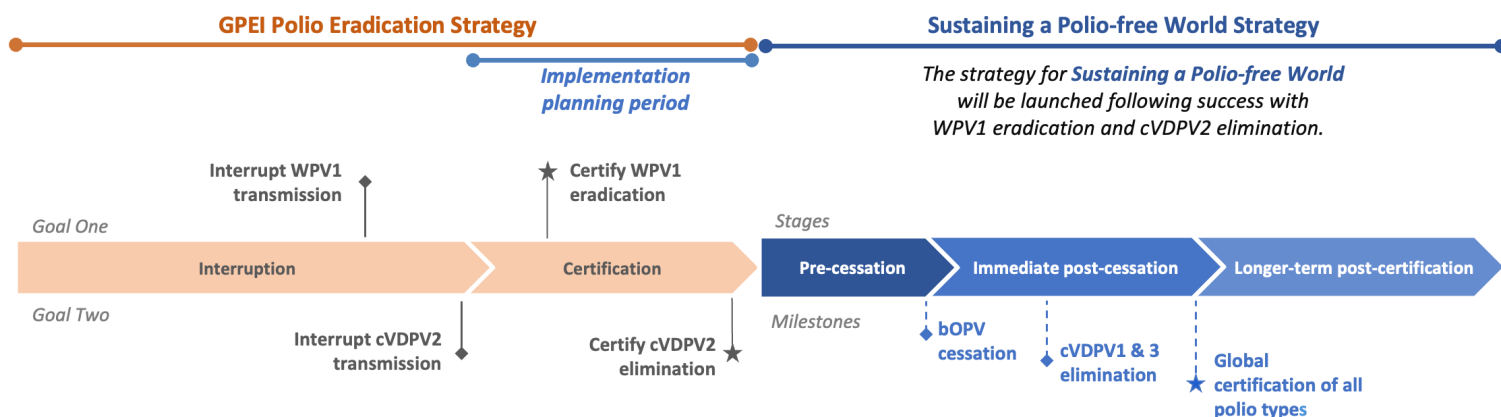 GPEI Polio Eradication Strategy
Sustaining a Polio-free World Strategy
Implementation
planning period
The strategy for Sustaining a Polio-free World
will be launched following success with
WPV1 eradication and cVDPV2 elimination.
Interrupt WPV1
transmission
Certify WPV1
eradication
Goal One
Stages
Interruption
Certification
Pre-cessation
Immediate post-cessation
Longer-term post-certification
Goal Two
Milestones
Interrupt cVDPV2
transmission
Certify cVDPV2
elimination
bOPV
cessation
cVDPV1 & 3
elimination
Global
certification of all
polio types